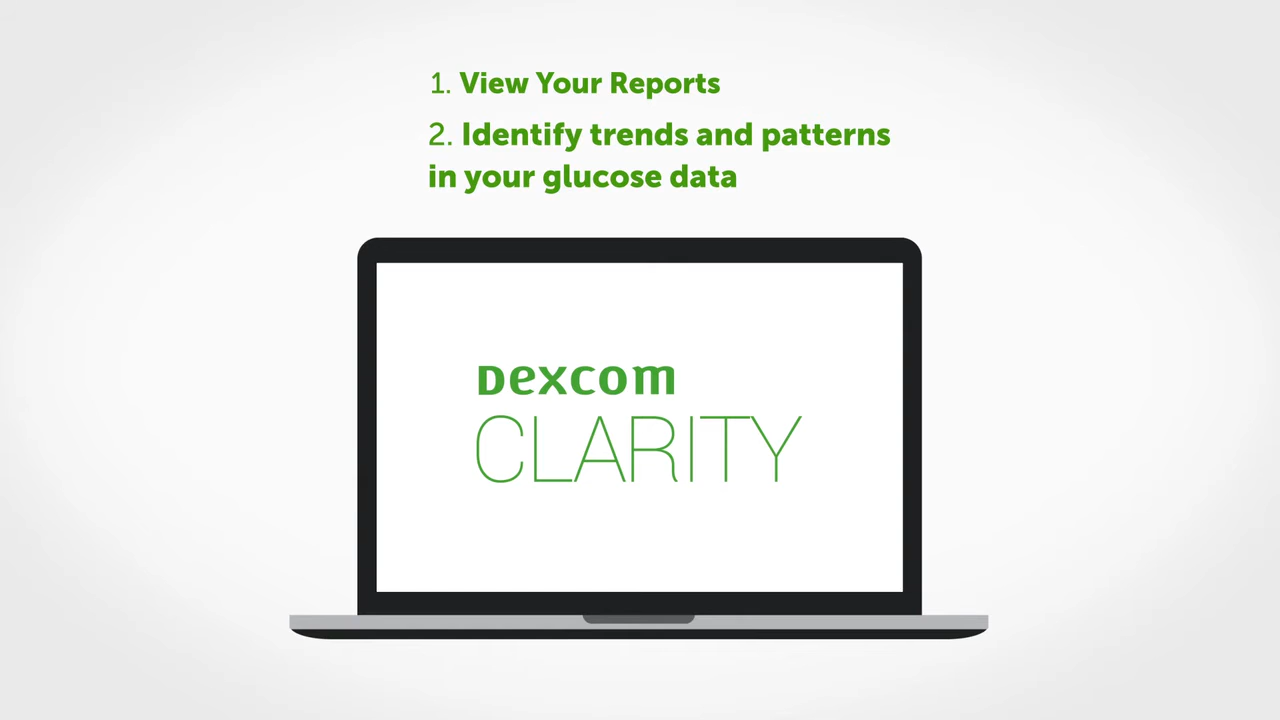 1. View Your Reports
2. Identify trends and patterns
in your glucose data
Dexcom
CLARITY